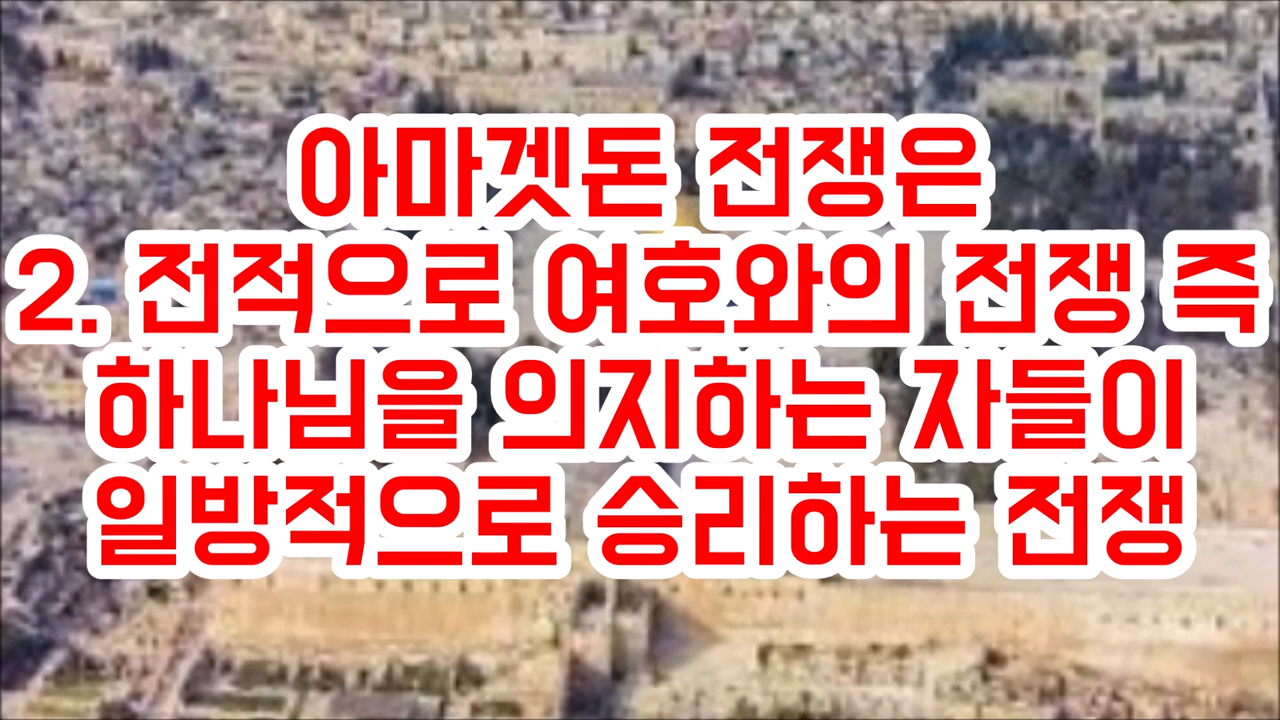 아마겟돈 전쟁은
2. 전적으로 여호와의 전쟁 즉
하나님을 의지하는 자들이
일방적으로 승리하는 전쟁